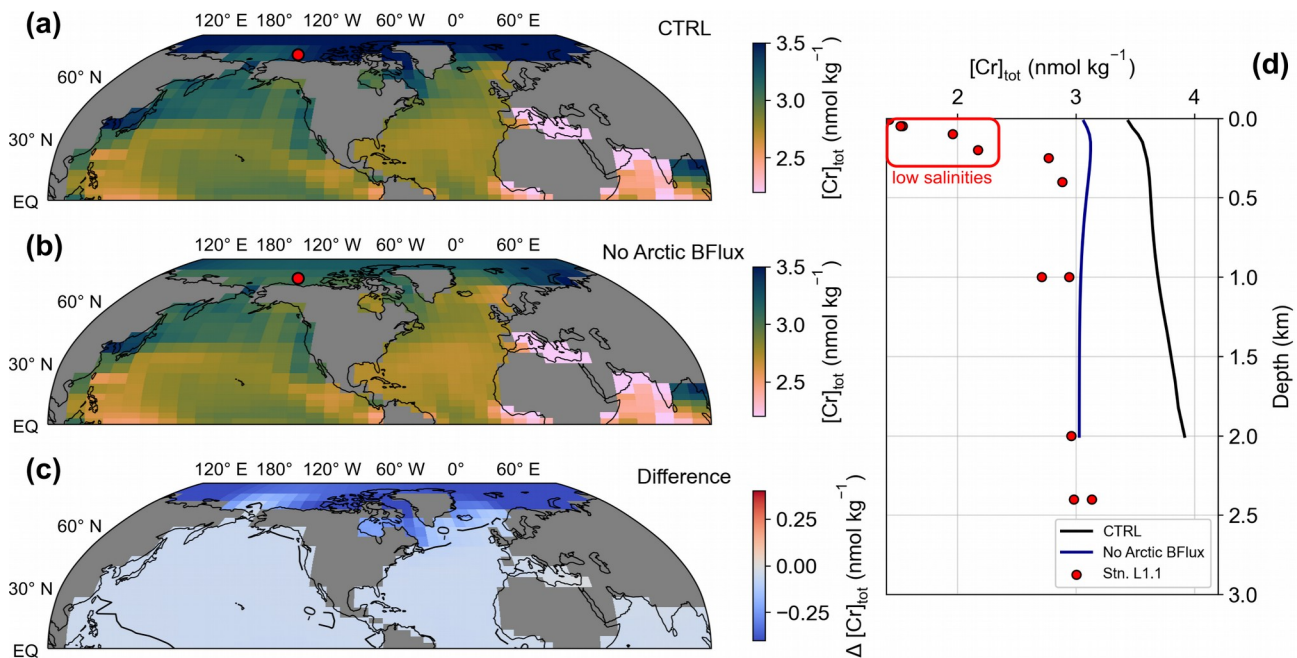 (a)
120° E 180° 120° W 60° W 0° 60° E
CTRL
60° N
30° N
EQ
3.5
3.0
2.5
[Cr]tot (nmol kg⁻¹)
(b)
120° E 180° 120° W 60° W 0° 60° E
No Arctic BFlux
60° N
30° N
EQ
3.5
3.0
2.5
[Cr]tot (nmol kg⁻¹)
(c)
120° E 180° 120° W 60° W 0° 60° E
Difference
60° N
30° N
EQ
0
0
0.25
0.00
−0.25
Δ [Cr]tot (nmol kg⁻¹)
[Cr]tot (nmol kg⁻¹)
(d)
2 3 4
low salinities
0.0
0.5
1.0
1.5
2.0
2.5
3.0
Depth (km)
CTRL
No Arctic BFlux
Stn. L1.1